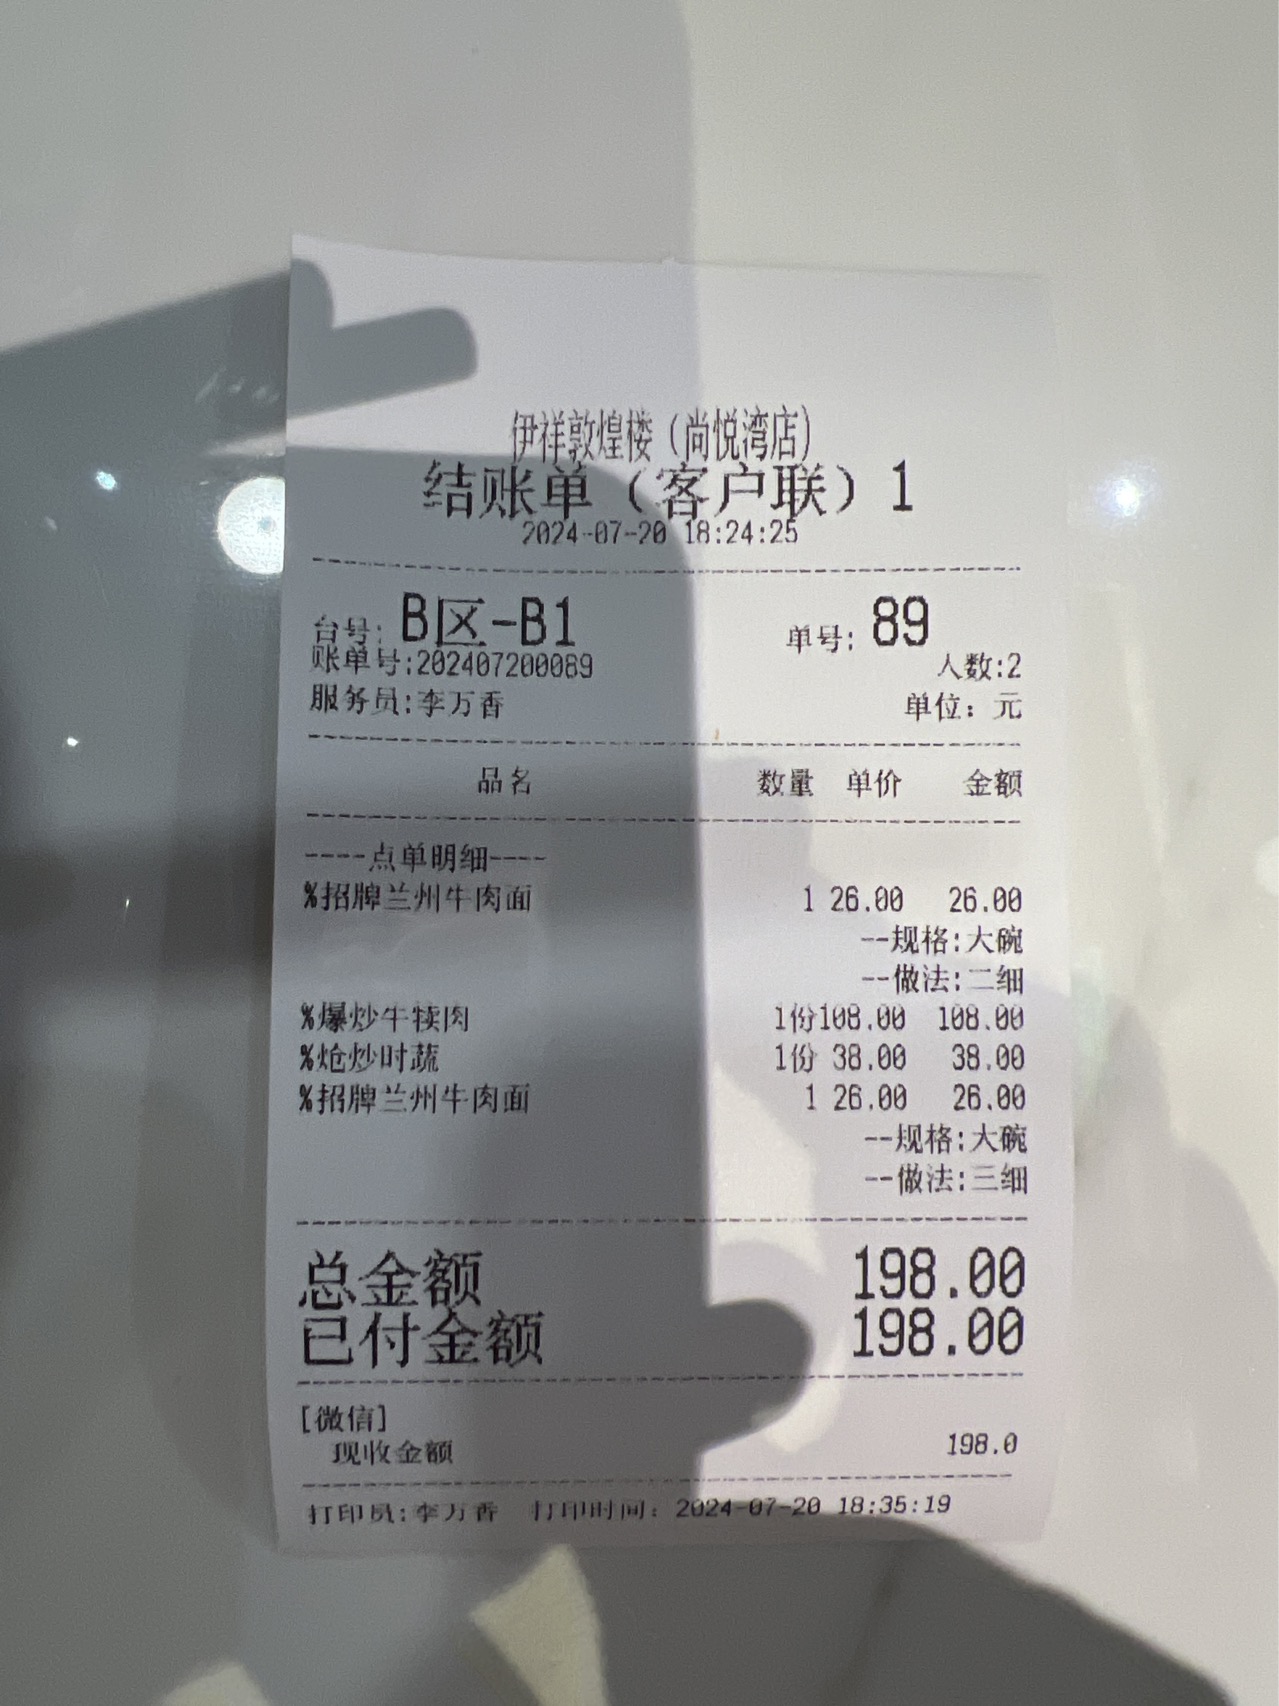 伊祥敦煌楼（尚悦湾店）
结账单（客户联）1
2024-07-20 18:24:25
台号: B区-B1 单号: 89
账单号:202407200089 人数:2
服务员:李万香 单位：元
品名 数量 单价 金额
----点单明细----
%招牌兰州牛肉面 1 26.00 26.00
--规格:大碗
--做法:二细
%爆炒牛犊肉 1份108.00 108.00
%炝炒时蔬 1份 38.00 38.00
%招牌兰州牛肉面 1 26.00 26.00
--规格:大碗
--做法:三细
总金额 198.00
已付金额 198.00
[微信]
现收金额 198.0
打印员:李万香 打印时间：2024-07-20 18:35:19